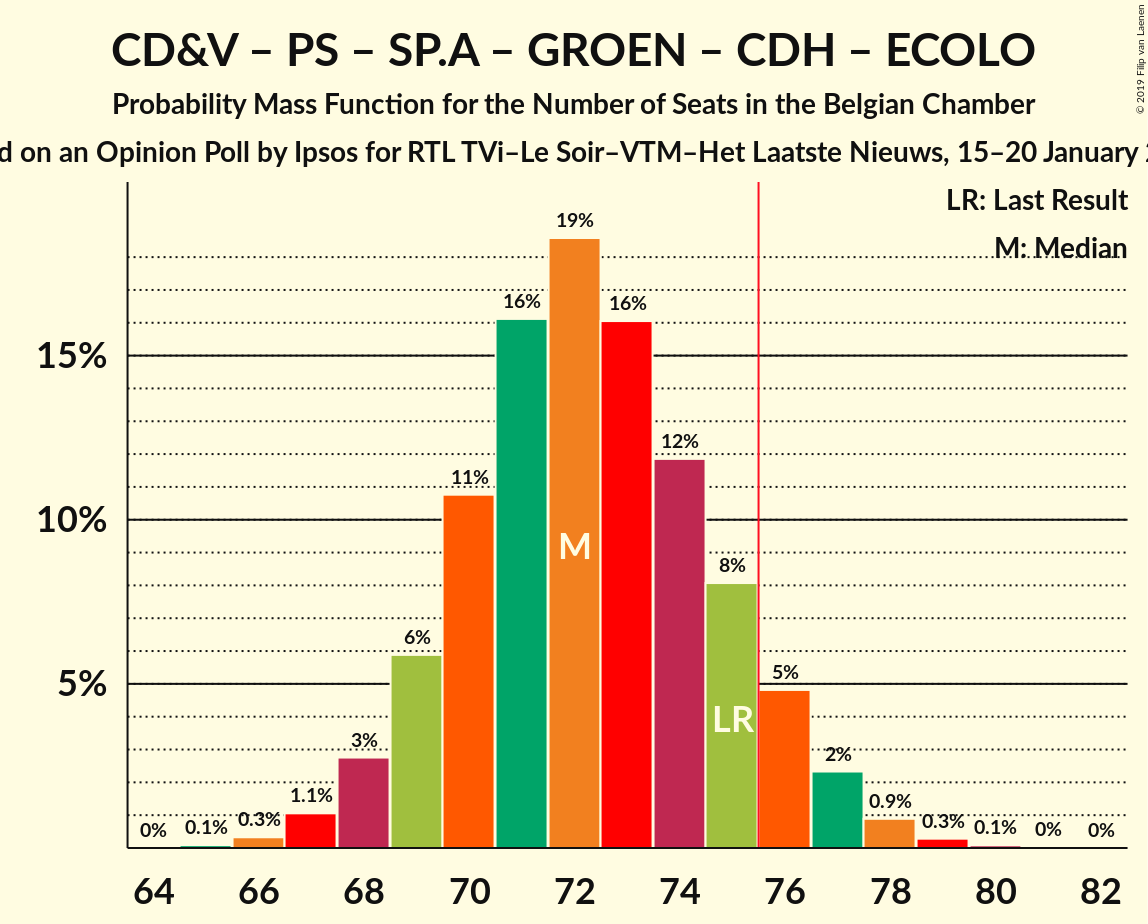 CD&V – PS – SP.A – GROEN – CDH – ECOLO
Probability Mass Function for the Number of Seats in the Belgian Chamber
on an Opinion Poll by Ipsos for RTL TVi–Le Soir–VTM–Het Laatste Nieuws, 15–20 January
© 2019 Filip van Laenen
LR: Last Result
M: Median
19%
16% 16%
15%
12%
11%
10%
M
8%
6%
5%
5%
LR
3%
2%
1.1%
0.9%
0% 0.1% 0.3%
0.3% 0.1% 0% 0%
64 66 68 70 72 74 76 78 80 82